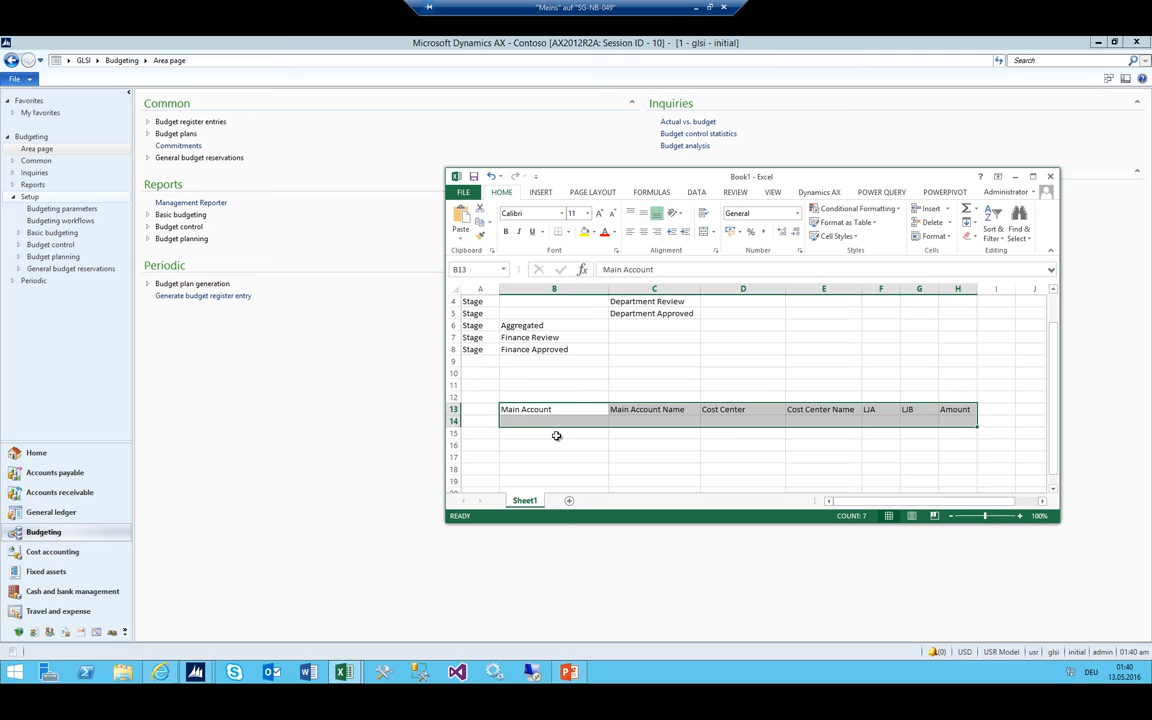 "Meins" auf "SG-NB-049"
Microsoft Dynamics AX - Contoso [AX2012R2A: Session ID - 10] - [1 - glsi - initial]
GLSI Budgeting Area page
Search
File
Favorites
My favorites
Budgeting
Area page
Common
Inquiries
Reports
Setup
Budgeting parameters
Budgeting workflows
Basic budgeting
Budget control
Budget planning
General budget reservations
Periodic
Home
Accounts payable
Accounts receivable
General ledger
Budgeting
Cost accounting
Fixed assets
Cash and bank management
Travel and expense
Common
Budget register entries
Budget plans
Commitments
General budget reservations
Reports
Management Reporter
Basic budgeting
Budget control
Budget planning
Periodic
Budget plan generation
Generate budget register entry
Inquiries
Actual vs. budget
Budget control statistics
Budget analysis
Book1 - Excel
FILE HOME INSERT PAGE LAYOUT FORMULAS DATA REVIEW VIEW Dynamics AX POWER QUERY POWERPIVOT Administrator
Calibri 11 General Conditional Formatting Insert
Paste Format as Table Delete Sort & Find &
B I U Cell Styles Format Filter Select
Clipboard Font Alignment Number Styles Cells Editing
B13 fx Main Account
A B C D E F G H I J
4 Stage Department Review
5 Stage Department Approved
6 Stage Aggregated
7 Stage Finance Review
8 Stage Finance Approved
9
10
11
12
13 Main Account Main Account Name Cost Center Cost Center Name LJA LJB Amount
14
15
16
17
18
19
Sheet1
READY COUNT: 7 100%
(0) USD USR Model usr glsi initial admin 01:40 am
DEU 01:40
13.05.2016